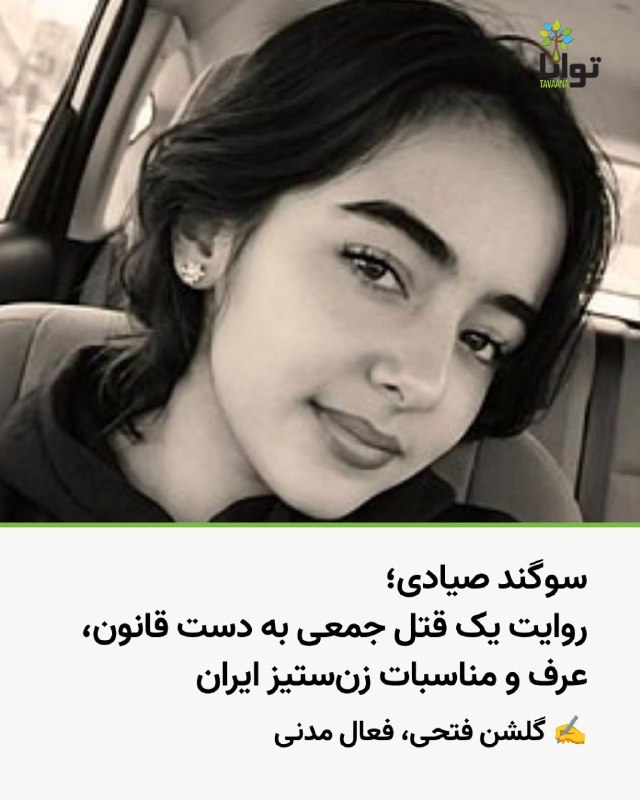 توانا
TAVAANA
سوگند صیادی؛
روایت یک قتل جمعی به دست قانون،
عرف و مناسبات زن‌ستیز ایران
✍️ گلشن فتحی، فعال مدنی